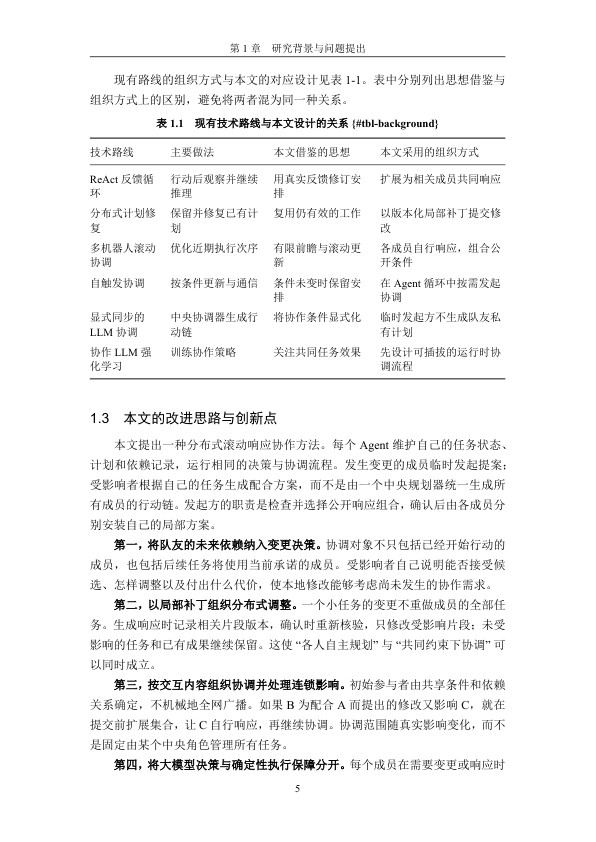 第 1 章　研究背景与问题提出
现有路线的组织方式与本文的对应设计见表 1-1。表中分别列出思想借鉴与
组织方式上的区别，避免将两者混为同一种关系。
表 1.1　现有技术路线与本文设计的关系 {#tbl-background}
技术路线　主要做法　本文借鉴的思想　本文采用的组织方式
ReAct 反馈循　行动后观察并继续　用真实反馈修订安　扩展为相关成员共同响应
环　推理　排
分布式计划修　保留并修复已有计　复用仍有效的工作　以版本化局部补丁提交修
复　划　改
多机器人滚动　优化近期执行次序　有限前瞻与滚动更　各成员自行响应，组合公
协调　新　开条件
自触发协调　按条件更新与通信　条件未变时保留安　在 Agent 循环中按需发起
排　协调
显式同步的　中央协调器生成行　将协作条件显式化　临时发起方不生成队友私
LLM 协调　动链　有计划
协作 LLM 强　训练协作策略　关注共同任务效果　先设计可插拔的运行时协
化学习　调流程
1.3　本文的改进思路与创新点
本文提出一种分布式滚动响应协作方法。每个 Agent 维护自己的任务状态、
计划和依赖记录，运行相同的决策与协调流程。发生变更的成员临时发起提案；
受影响者根据自己的任务生成配合方案，而不是由一个中央规划器统一生成所
有成员的行动链。发起方的职责是检查并选择公开响应组合，确认后由各成员分
别安装自己的局部方案。
第一，将队友的未来依赖纳入变更决策。协调对象不只包括已经开始行动的
成员，也包括后续任务将使用当前承诺的成员。受影响者自己说明能否接受候
选、怎样调整以及付出什么代价，使本地修改能够考虑尚未发生的协作需求。
第二，以局部补丁组织分布式调整。一个小任务的变更不重做成员的全部任
务。生成响应时记录相关片段版本，确认时重新核验，只修改受影响片段；未受
影响的任务和已有成果继续保留。这使 “各人自主规划” 与 “共同约束下协调” 可
以同时成立。
第三，按交互内容组织协调并处理连锁影响。初始参与者由共享条件和依赖
关系确定，不机械地全网广播。如果 B 为配合 A 而提出的修改又影响 C，就在
提交前扩展集合，让 C 自行响应，再继续协调。协调范围随真实影响变化，而不
是固定由某个中央角色管理所有任务。
第四，将大模型决策与确定性执行保障分开。每个成员在需要变更或响应时
5